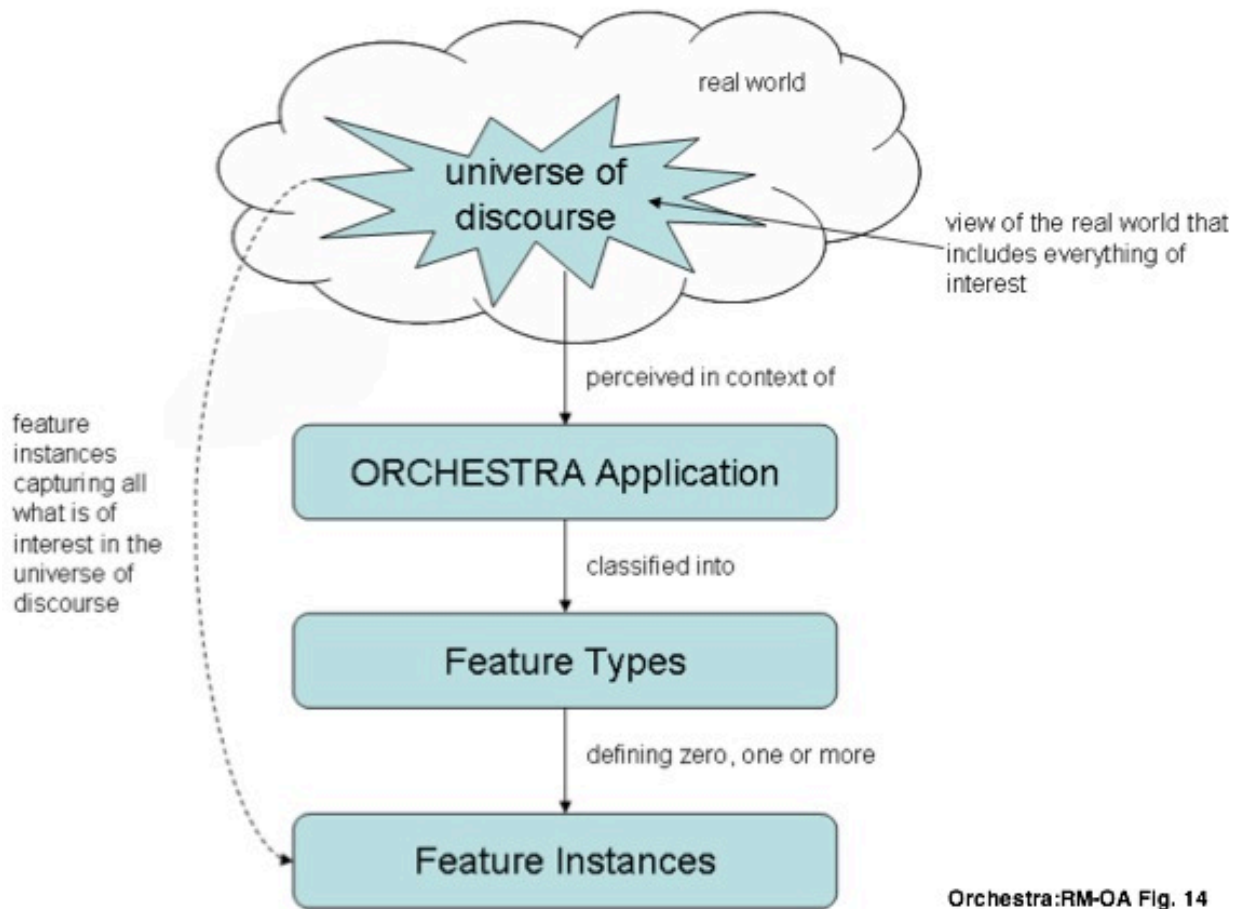 real world
universe of
discourse
view of the real world that
includes everything of
interest
perceived in context of
ORCHESTRA Application
feature
instances
capturing all
what is of
interest in the
universe of
discourse
classified into
Feature Types
defining zero, one or more
Feature Instances
Orchestra:RM-OA Fig. 14